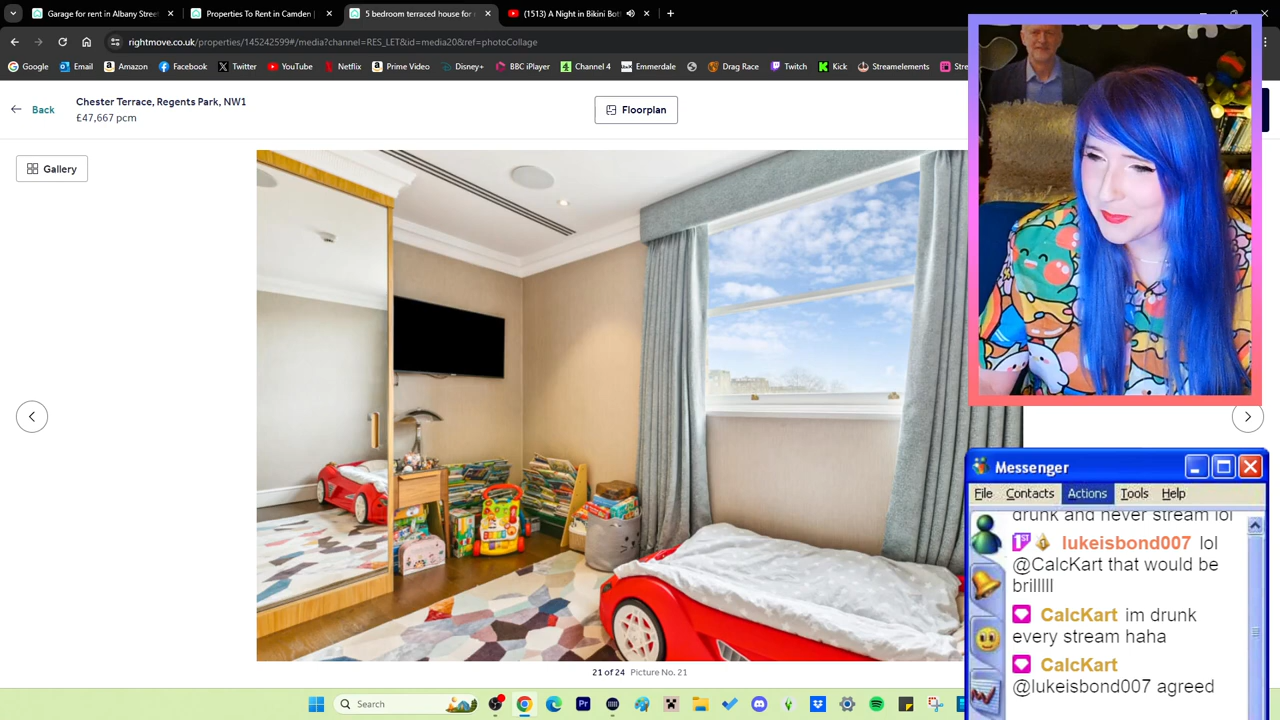 Garage for rent in Albany Street
Properties To Rent in Camden
5 bedroom terraced house for
(1513) A Night in Bikini Bott
rightmove.co.uk/properties/145242599#/media?channel=RES_LET&id=media20&ref=photoCollage
Google Email Amazon Facebook Twitter YouTube Netflix Prime Video Disney+ BBC iPlayer Channel 4 Emmerdale Drag Race Twitch Kick Streamelements
Back
Chester Terrace, Regents Park, NW1
£47,667 pcm
Floorplan
Gallery
21 of 24 Picture No. 21
Messenger
File Contacts Actions Tools Help
drunk and never stream lol
1ST lukeisbond007 lol
@CalcKart that would be
brillllll
CalcKart im drunk
every stream haha
CalcKart
@lukeisbond007 agreed
Search